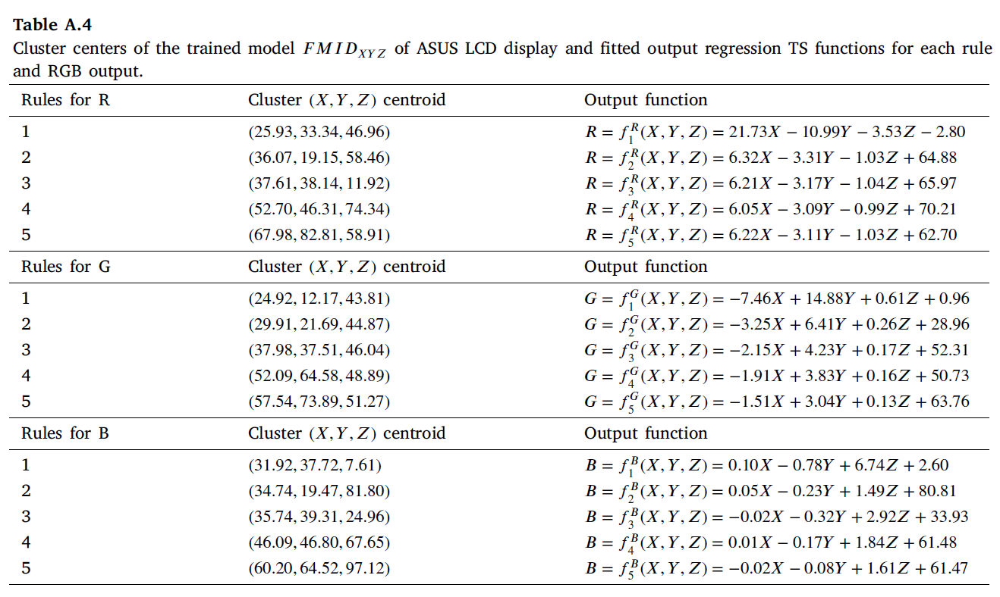 Table A.4
Cluster centers of the trained model FMID_XYZ of ASUS LCD display and fitted output regression TS functions for each rule
and RGB output.
Rules for R Cluster (X, Y, Z) centroid Output function
1 (25.93, 33.34, 46.96) R = f_1^R(X, Y, Z) = 21.73X − 10.99Y − 3.53Z − 2.80
2 (36.07, 19.15, 58.46) R = f_2^R(X, Y, Z) = 6.32X − 3.31Y − 1.03Z + 64.88
3 (37.61, 38.14, 11.92) R = f_3^R(X, Y, Z) = 6.21X − 3.17Y − 1.04Z + 65.97
4 (52.70, 46.31, 74.34) R = f_4^R(X, Y, Z) = 6.05X − 3.09Y − 0.99Z + 70.21
5 (67.98, 82.81, 58.91) R = f_5^R(X, Y, Z) = 6.22X − 3.11Y − 1.03Z + 62.70
Rules for G Cluster (X, Y, Z) centroid Output function
1 (24.92, 12.17, 43.81) G = f_1^G(X, Y, Z) = −7.46X + 14.88Y + 0.61Z + 0.96
2 (29.91, 21.69, 44.87) G = f_2^G(X, Y, Z) = −3.25X + 6.41Y + 0.26Z + 28.96
3 (37.98, 37.51, 46.04) G = f_3^G(X, Y, Z) = −2.15X + 4.23Y + 0.17Z + 52.31
4 (52.09, 64.58, 48.89) G = f_4^G(X, Y, Z) = −1.91X + 3.83Y + 0.16Z + 50.73
5 (57.54, 73.89, 51.27) G = f_5^G(X, Y, Z) = −1.51X + 3.04Y + 0.13Z + 63.76
Rules for B Cluster (X, Y, Z) centroid Output function
1 (31.92, 37.72, 7.61) B = f_1^B(X, Y, Z) = 0.10X − 0.78Y + 6.74Z + 2.60
2 (34.74, 19.47, 81.80) B = f_2^B(X, Y, Z) = 0.05X − 0.23Y + 1.49Z + 80.81
3 (35.74, 39.31, 24.96) B = f_3^B(X, Y, Z) = −0.02X − 0.32Y + 2.92Z + 33.93
4 (46.09, 46.80, 67.65) B = f_4^B(X, Y, Z) = 0.01X − 0.17Y + 1.84Z + 61.48
5 (60.20, 64.52, 97.12) B = f_5^B(X, Y, Z) = −0.02X − 0.08Y + 1.61Z + 61.47